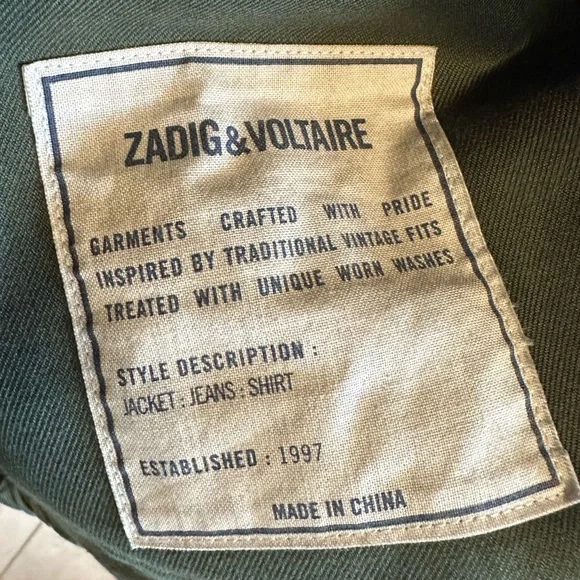 ZADIG&VOLTAIRE
GARMENTS CRAFTED WITH PRIDE
INSPIRED BY TRADITIONAL VINTAGE FITS
TREATED WITH UNIQUE WORN WASHES
STYLE DESCRIPTION :
JACKET : JEANS : SHIRT
ESTABLISHED : 1997
MADE IN CHINA